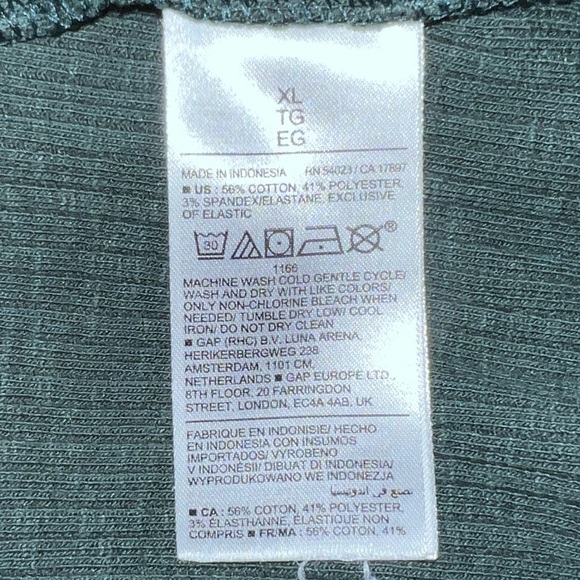 XL
TG
EG
MADE IN INDONESIA RN 54023 / CA 17897
■ US : 56% COTTON, 41% POLYESTER,
3% SPANDEX/ELASTANE, EXCLUSIVE
OF ELASTIC
30
1166
MACHINE WASH COLD GENTLE CYCLE/
WASH AND DRY WITH LIKE COLORS/
ONLY NON-CHLORINE BLEACH WHEN
NEEDED/ TUMBLE DRY LOW/ COOL
IRON/ DO NOT DRY CLEAN
■ GAP (RHC) B.V. LUNA ARENA,
HERIKERBERGWEG 238
AMSTERDAM, 1101 CM,
NETHERLANDS ■ GAP EUROPE LTD.,
8TH FLOOR, 20 FARRINGDON
STREET, LONDON, EC4A 4AB, UK
FABRIQUE EN INDONISIE/ HECHO
EN INDONESIA CON INSUMOS
IMPORTADOS/ VYROBENO
V INDONÉSII/ DIBUAT DI INDONESIA/
WYPRODUKOWANO WE INDONEZJA
صنع في اندونيسيا
■ CA : 56% COTON, 41% POLYESTER,
3% ÉLASTHANNE, ÉLASTIQUE NON
COMPRIS ■ FR/MA : 56% COTON, 41%